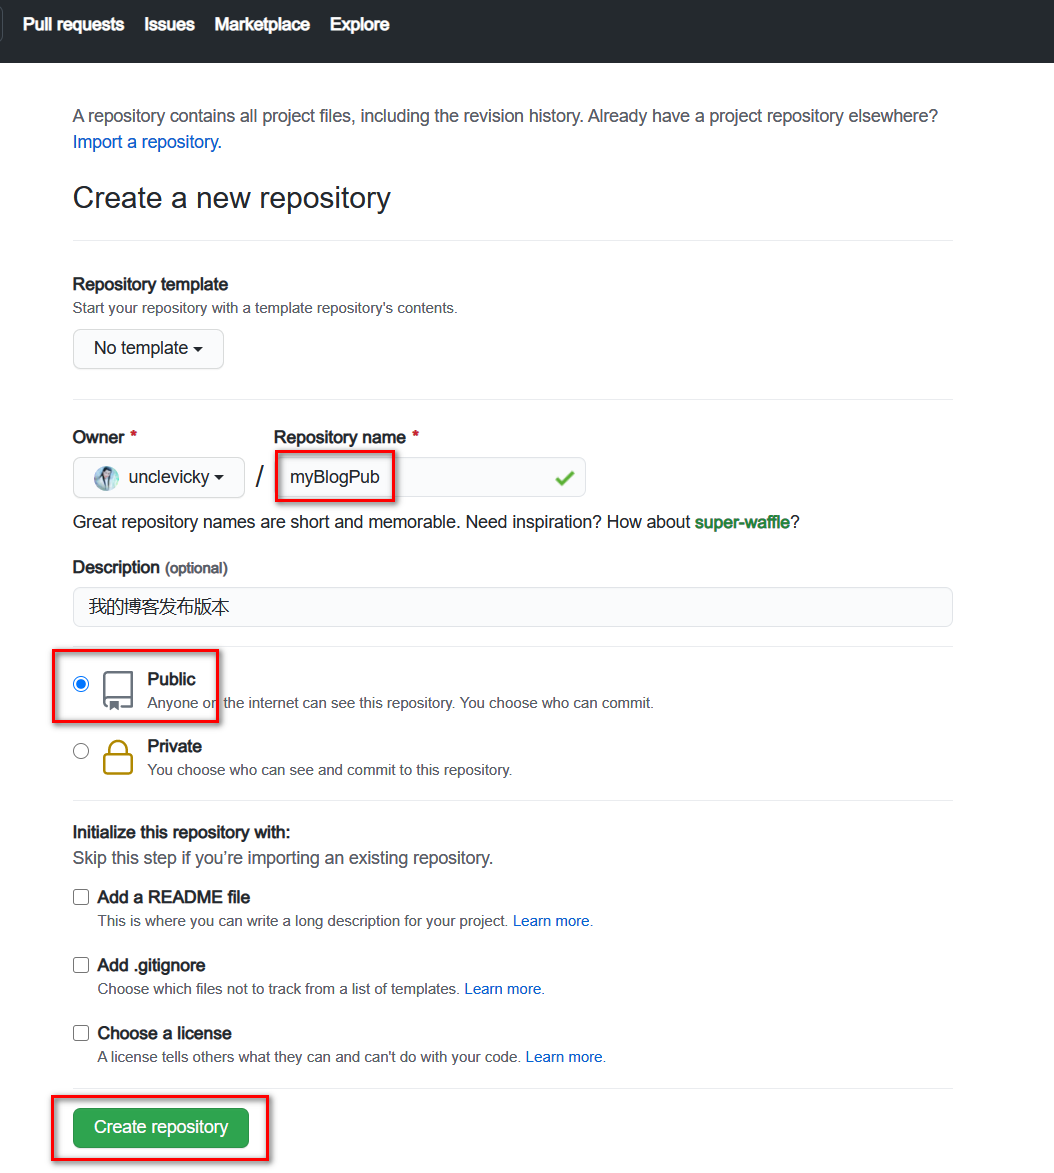 Pull requests Issues Marketplace Explore
A repository contains all project files, including the revision history. Already have a project repository elsewhere?
Import a repository.
Create a new repository
Repository template
Start your repository with a template repository's contents.
No template
Owner * Repository name *
unclevicky / myBlogPub
Great repository names are short and memorable. Need inspiration? How about super-waffle?
Description (optional)
我的博客发布版本
Public
Anyone on the internet can see this repository. You choose who can commit.
Private
You choose who can see and commit to this repository.
Initialize this repository with:
Skip this step if you’re importing an existing repository.
Add a README file
This is where you can write a long description for your project. Learn more.
Add .gitignore
Choose which files not to track from a list of templates. Learn more.
Choose a license
A license tells others what they can and can't do with your code. Learn more.
Create repository